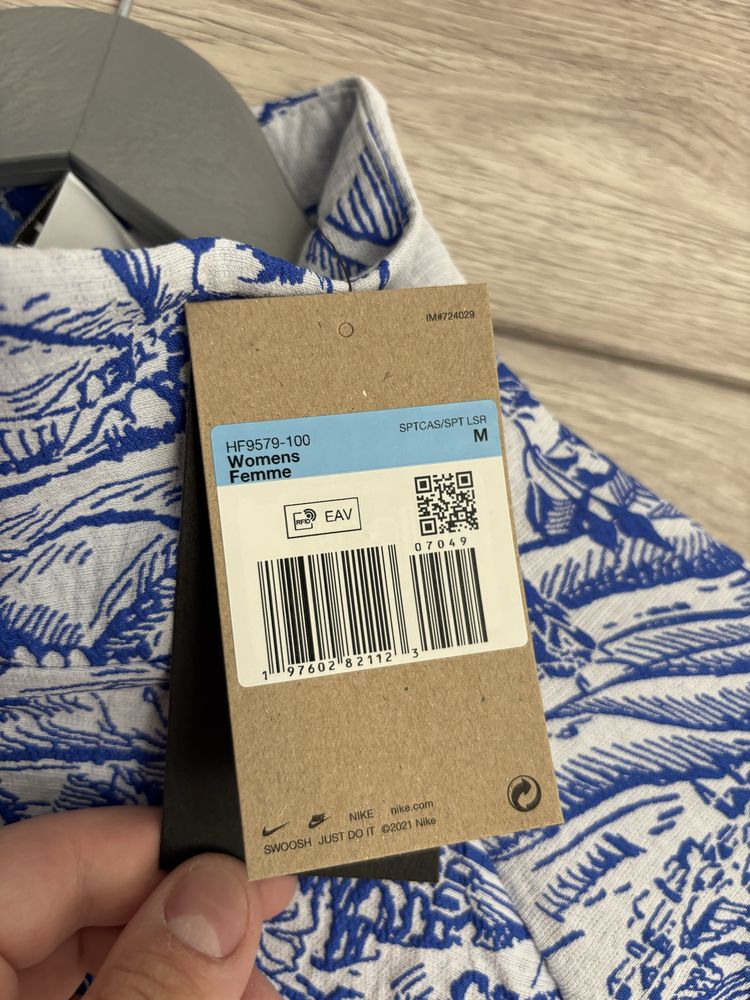 IM#724029
SPTCAS/SPT LSR
HF9579-100 M
Womens
Femme
RFID EAV
07049
1 97602 82112 3
NIKE nike.com
SWOOSH JUST DO IT ©2021 Nike